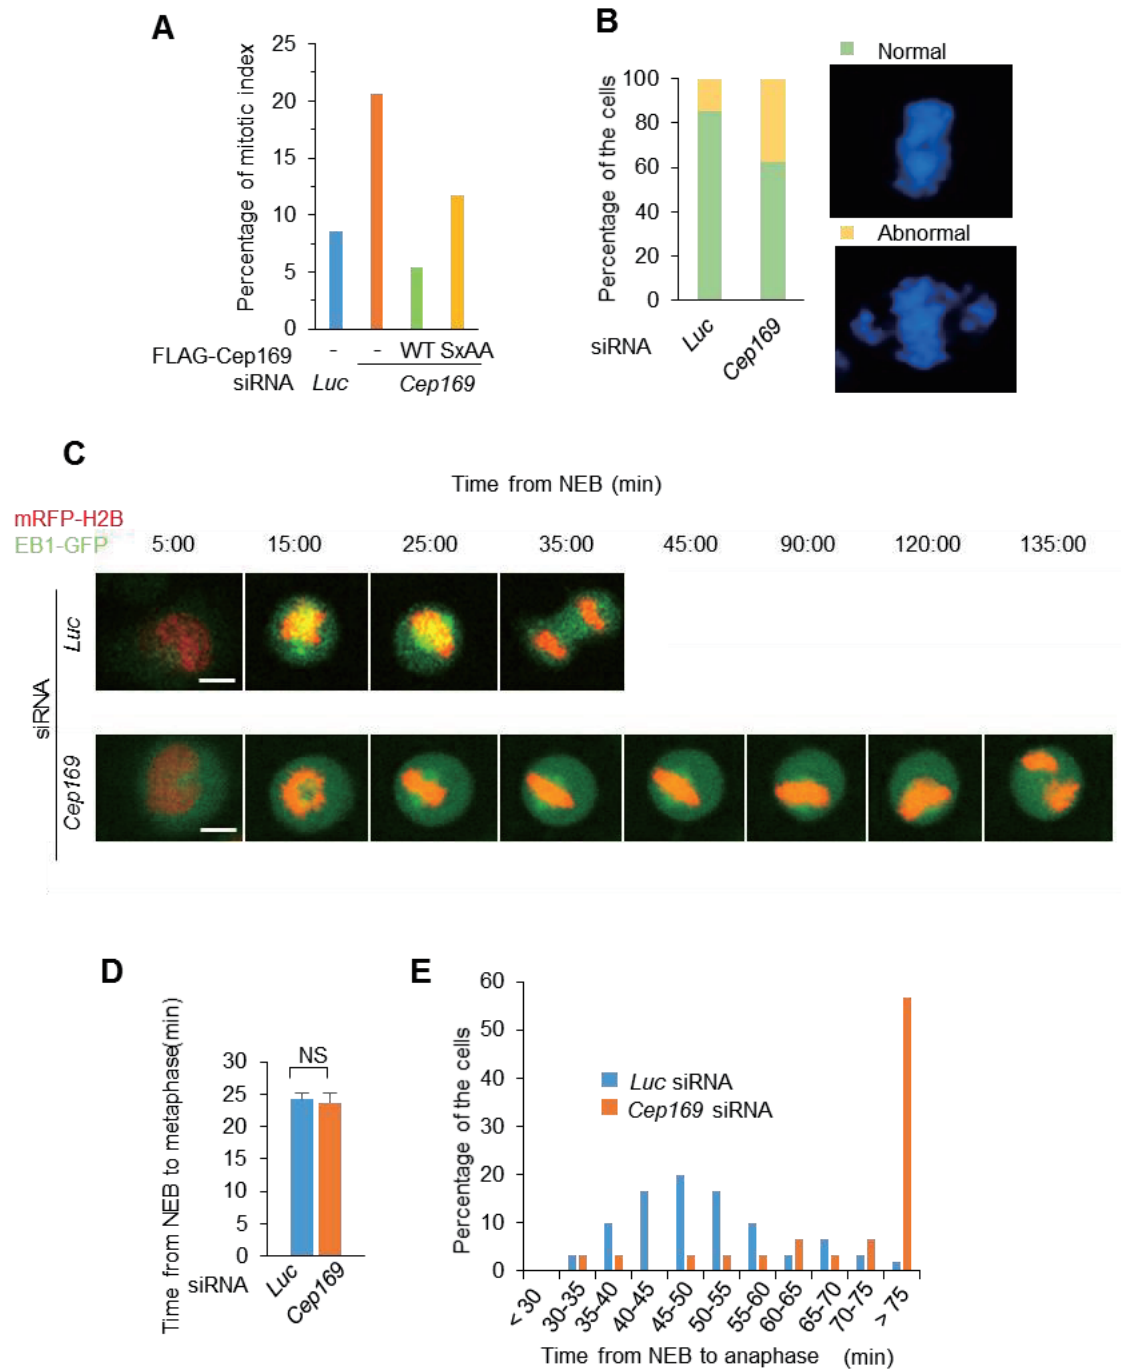 A
Percentage of mitotic index
25
20
15
10
5
0
FLAG-Cep169 - - WT SxAA
siRNA Luc Cep169
B
Percentage of the cells
100
80
60
40
20
0
siRNA Luc Cep169
Normal
Abnormal
C
Time from NEB (min)
mRFP-H2B
EB1-GFP 5:00 15:00 25:00 35:00 45:00 90:00 120:00 135:00
siRNA
Luc
Cep169
D
Time from NEB to metaphase(min)
NS
30
25
20
15
10
5
0
siRNA Luc Cep169
E
Percentage of the cells
60
50
40
30
20
10
0
Luc siRNA
Cep169 siRNA
< 30 30-35 35-40 40-45 45-50 50-55 55-60 60-65 65-70 70-75 > 75
Time from NEB to anaphase (min)